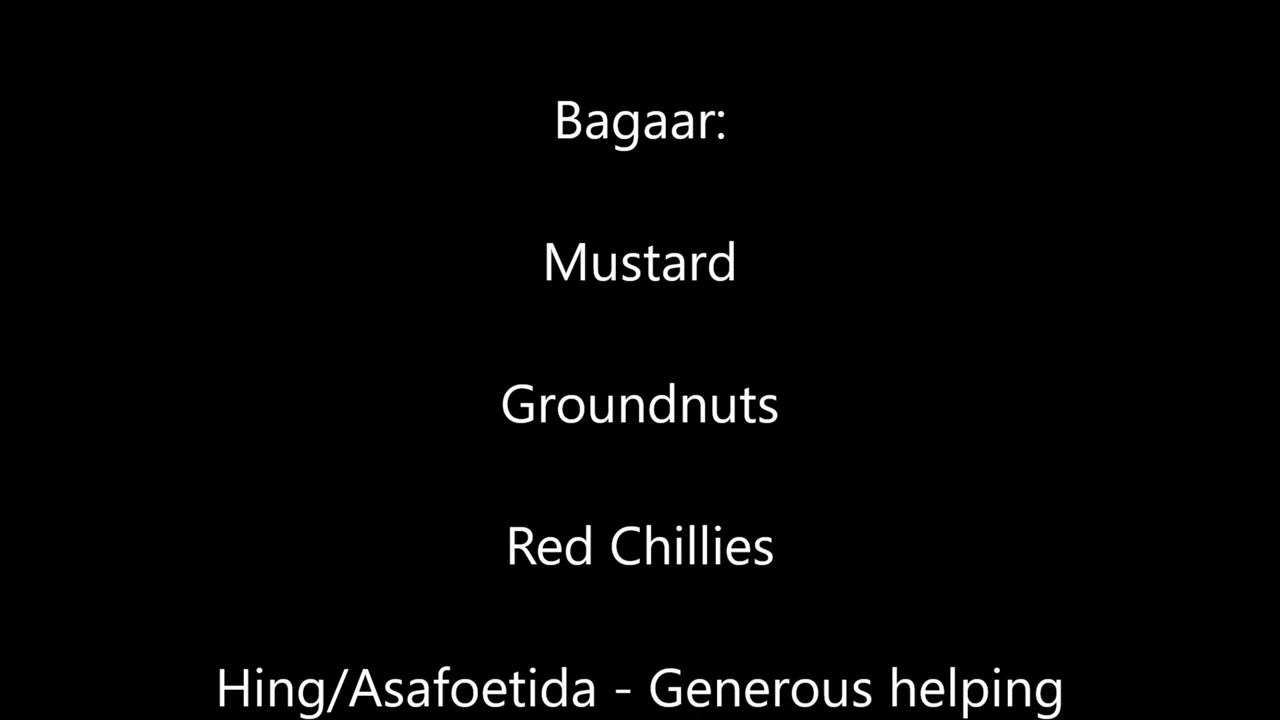 Bagaar:
Mustard
Groundnuts
Red Chillies
Hing/Asafoetida - Generous helping